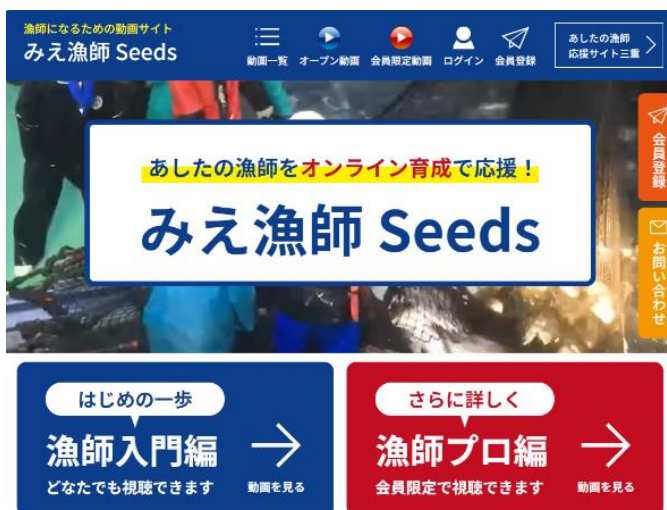 漁師になるための動画サイト
みえ漁師 Seeds
動画一覧
オープン動画
会員限定動画
ログイン
会員登録
あしたの漁師
応援サイト三重
あしたの漁師をオンライン育成で応援！
みえ漁師 Seeds
会員登録
お問い合わせ
はじめの一歩
漁師入門編
どなたでも視聴できます
動画を見る
さらに詳しく
漁師プロ編
会員限定で視聴できます
動画を見る